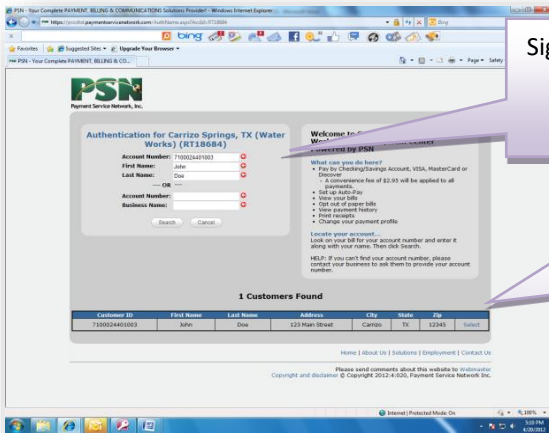 PSN - Your Complete PAYMENT, BILLING & COMMUNICATIONS Solutions Provider! - Windows Internet Explorer
Bing
bing
Favorites Suggested Sites Upgrade Your Browser
PSN - Your Complete PAYMENT, BILLING & CO... Page Safety
Sig
PSN
Payment Service Network, Inc.
Authentication for Carrizo Springs, TX (Water Works) (RT18684)
Account Number: 7100024401003
First Name: John
Last Name: Doe
--- OR ---
Account Number:
Business Name:
Search Cancel
Welcome to
Powered by PSN
What can you do here?
• Pay by Checking/Savings Account, VISA, MasterCard or Discover
- A convenience fee of $2.95 will be applied to all payments.
• Set up Auto-Pay
• View your bills
• Opt out of paper bills
• View payment history
• Print receipts
• Change your payment profile
Locate your account...
Look on your bill for your account number and enter it along with your name. Then click Search.
HELP: If you can't find your account number, please contact your business to ask them to provide your account number.
1 Customers Found
Customer ID First Name Last Name Address City State Zip
7100024401003 John Doe 123 Main Street Carrizo TX 12345 Select
Home | About Us | Solutions | Employment | Contact Us
Please send comments about this website to Webmaster
Copyright and disclaimer © Copyright 2012:4:020, Payment Service Network Inc.
Internet | Protected Mode: On 100%
5:10 PM
4/20/2012